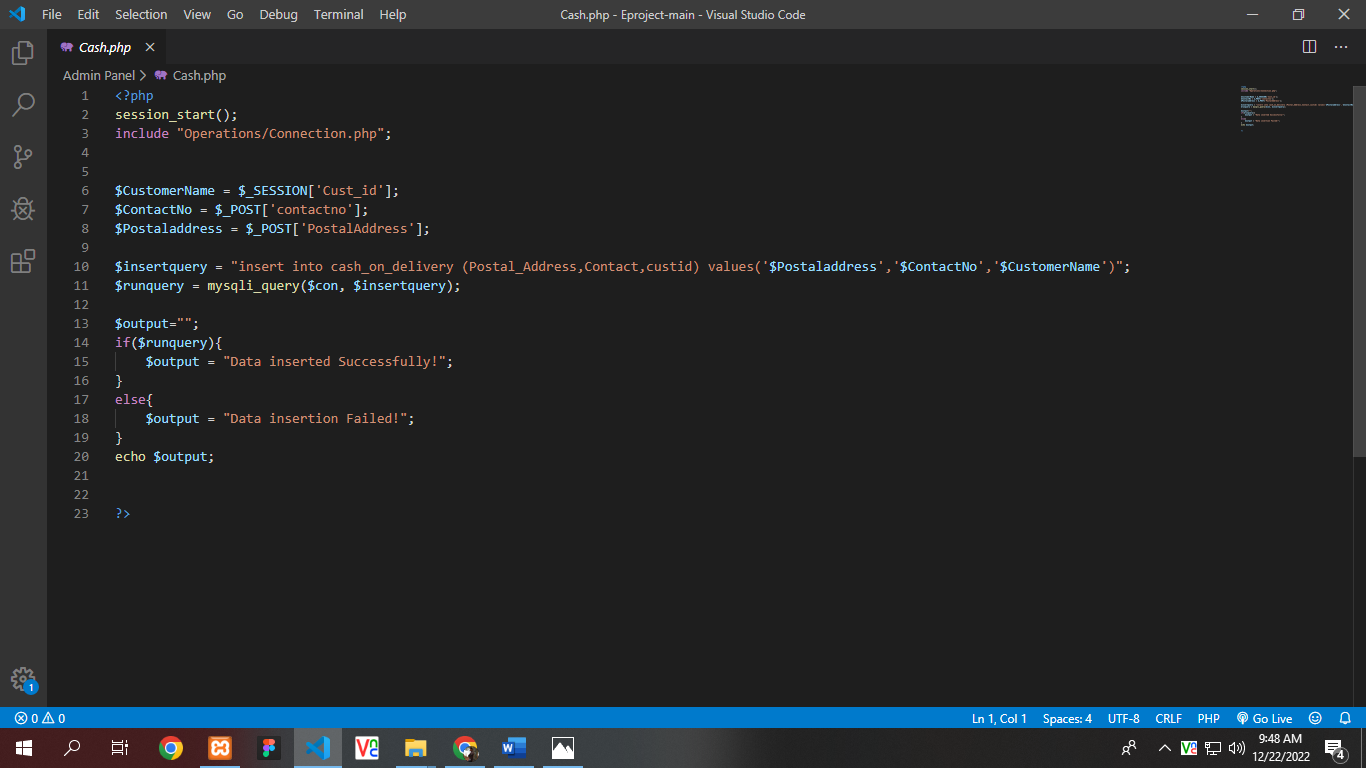 File Edit Selection View Go Debug Terminal Help Cash.php - Eproject-main - Visual Studio Code
Cash.php
Admin Panel > Cash.php
1 <?php
2 session_start();
3 include "Operations/Connection.php";
4
5
6 $CustomerName = $_SESSION['Cust_id'];
7 $ContactNo = $_POST['contactno'];
8 $Postaladdress = $_POST['PostalAddress'];
9
10 $insertquery = "insert into cash_on_delivery (Postal_Address,Contact,custid) values('$Postaladdress','$ContactNo','$CustomerName')";
11 $runquery = mysqli_query($con, $insertquery);
12
13 $output="";
14 if($runquery){
15 $output = "Data inserted Successfully!";
16 }
17 else{
18 $output = "Data insertion Failed!";
19 }
20 echo $output;
21
22
23 ?>
1
0 0 Ln 1, Col 1 Spaces: 4 UTF-8 CRLF PHP Go Live
9:48 AM
12/22/2022
4